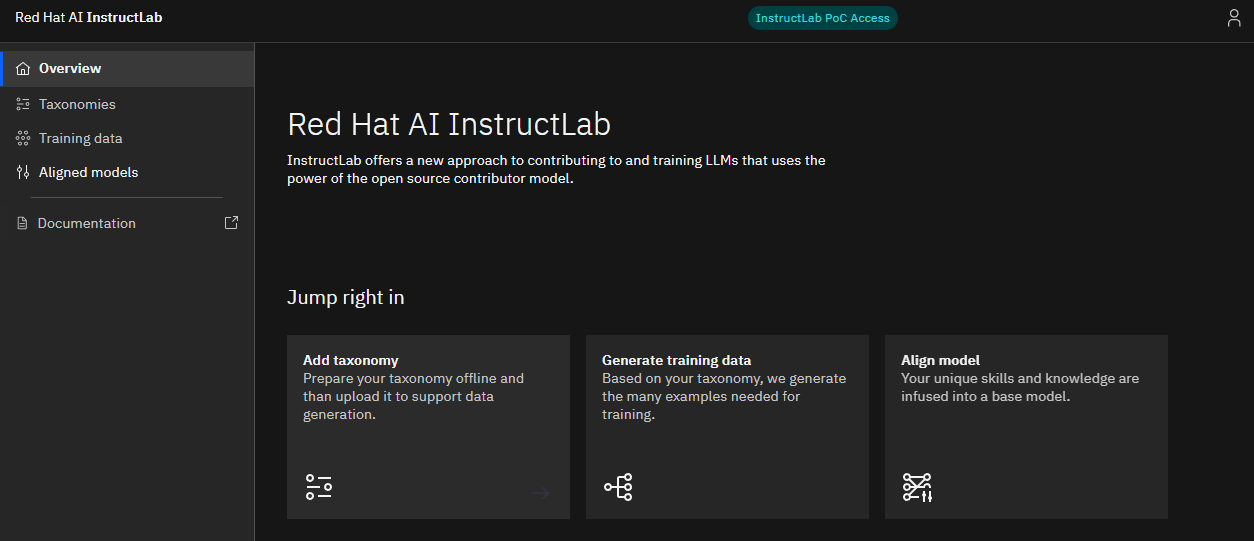 Red Hat AI InstructLab
InstructLab PoC Access
Overview
Taxonomies
Training data
Aligned models
Documentation
Red Hat AI InstructLab
InstructLab offers a new approach to contributing to and training LLMs that uses the
power of the open source contributor model.
Jump right in
Add taxonomy
Prepare your taxonomy offline and
than upload it to support data
generation.
Generate training data
Based on your taxonomy, we generate
the many examples needed for
training.
Align model
Your unique skills and knowledge are
infused into a base model.